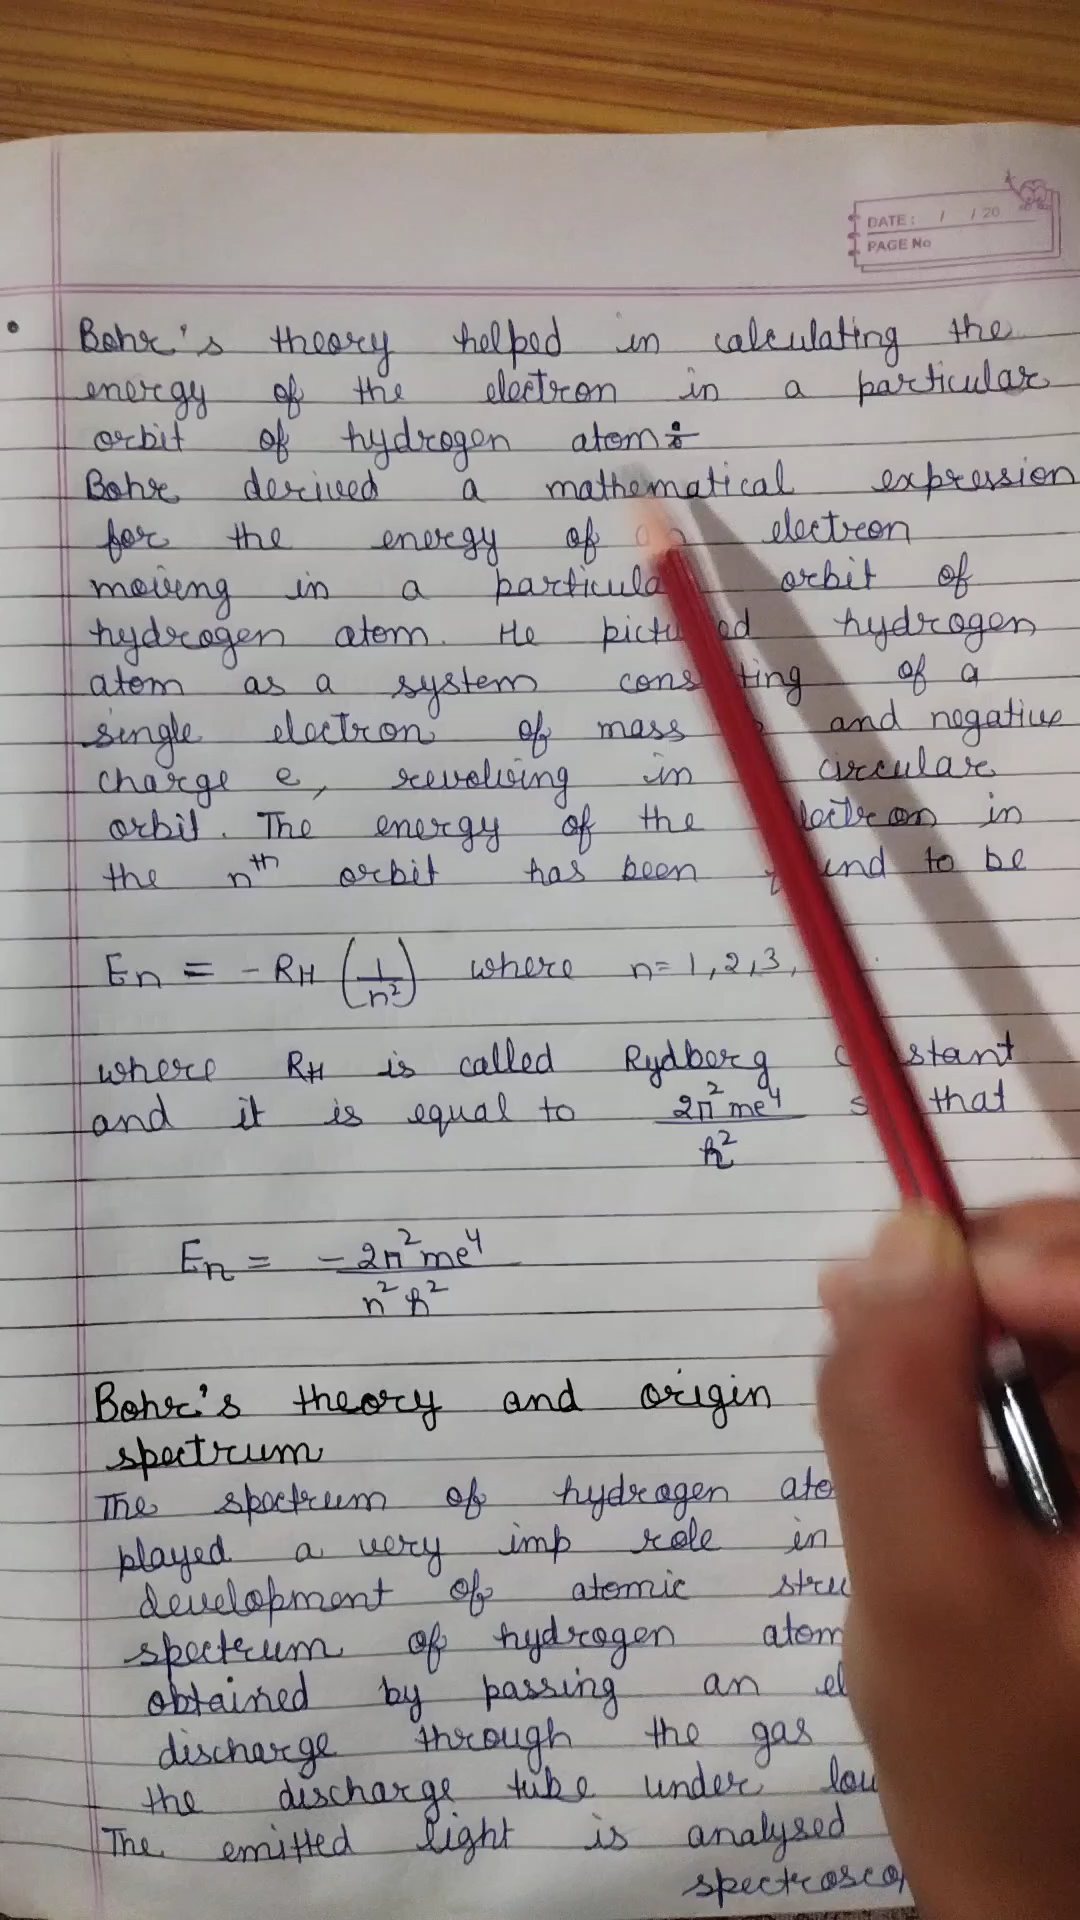 DATE: / / 20
PAGE No
Bohr's theory helped in calculating the
energy of the electron in a particular
orbit of hydrogen atom:
Bohr derived a mathematical expression
for the energy of an electron
moving in a particular orbit of
hydrogen atom. He pictured hydrogen
atom as a system consisting of a
single electron of mass and negative
charge e, revolving in circular
orbit. The energy of the electron in
the nth orbit has been found to be
En = - RH (1/n²) where n = 1, 2, 3,
where RH is called Rydberg constant
and it is equal to 2π²me⁴/h² so that
En = -2π²me⁴/n²h²
Bohr's theory and origin
spectrum
The spectrum of hydrogen
played a very imp role in
development of atomic
spectrum of hydrogen atom
obtained by passing an
discharge through the gas
the discharge tube under
The emitted light is analysed